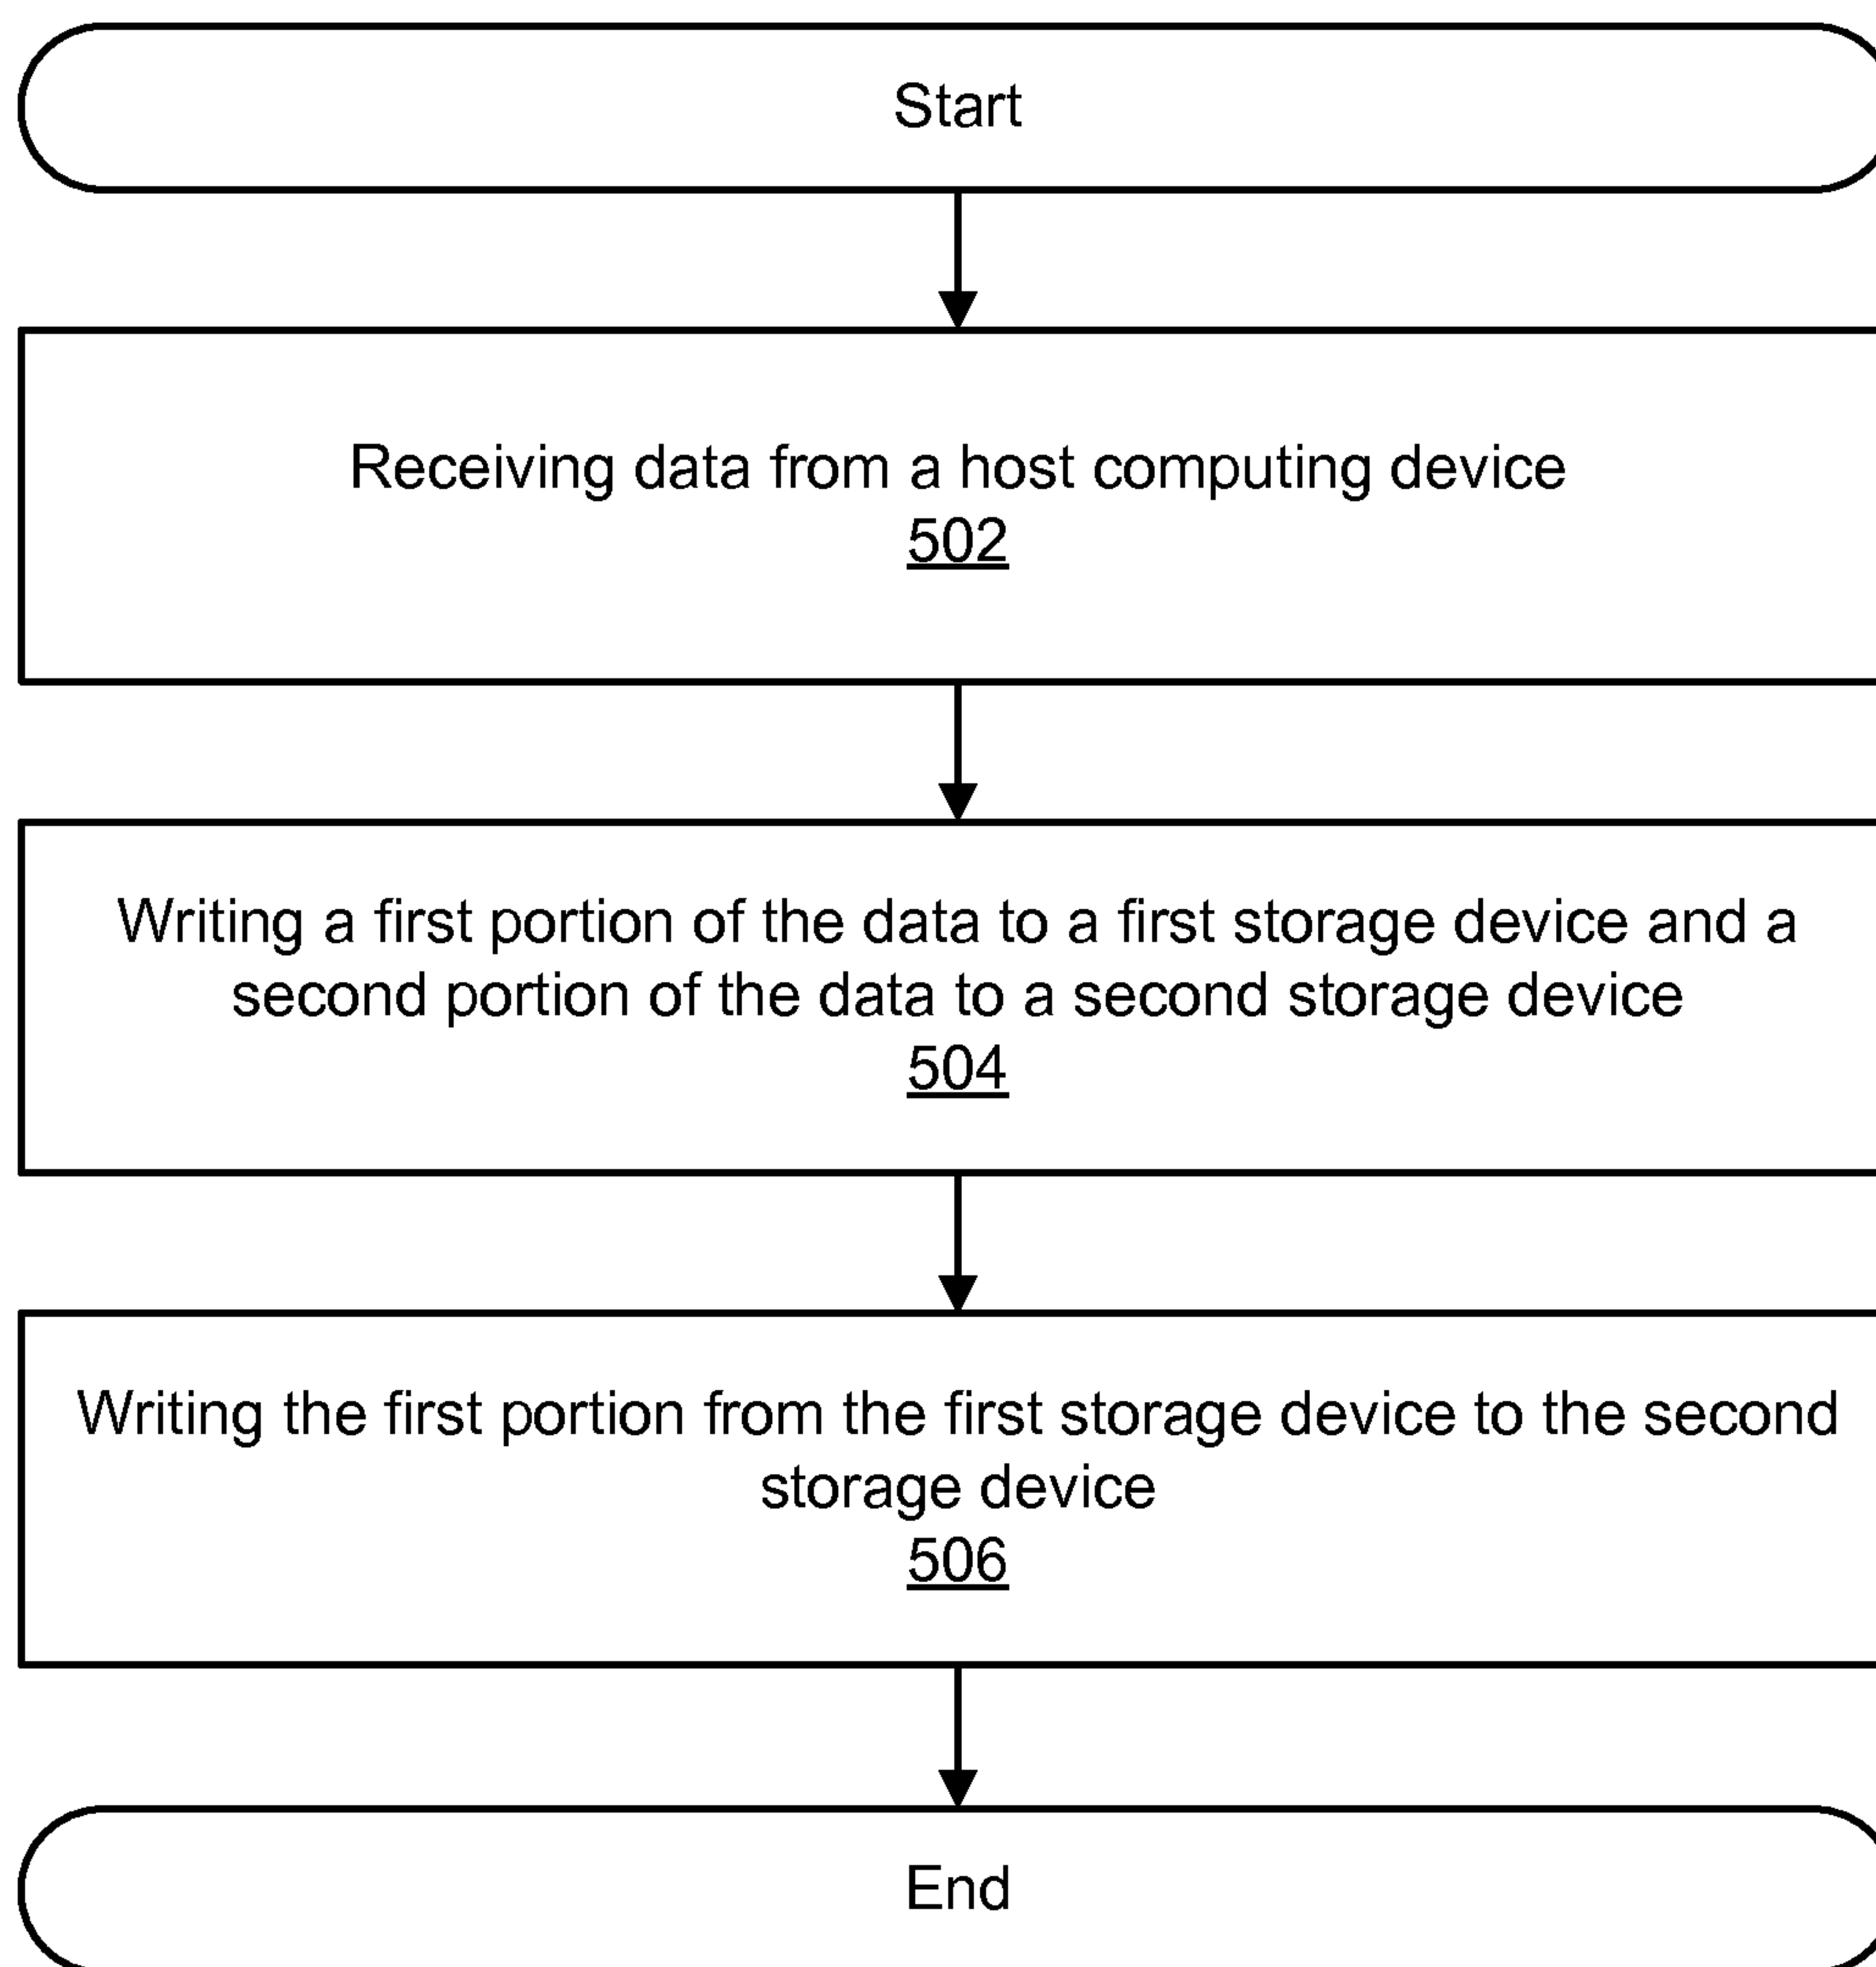 Start
Receiving data from a host computing device
502
Writing a first portion of the data to a first storage device and a
second portion of the data to a second storage device
504
Writing the first portion from the first storage device to the second
storage device
506
End